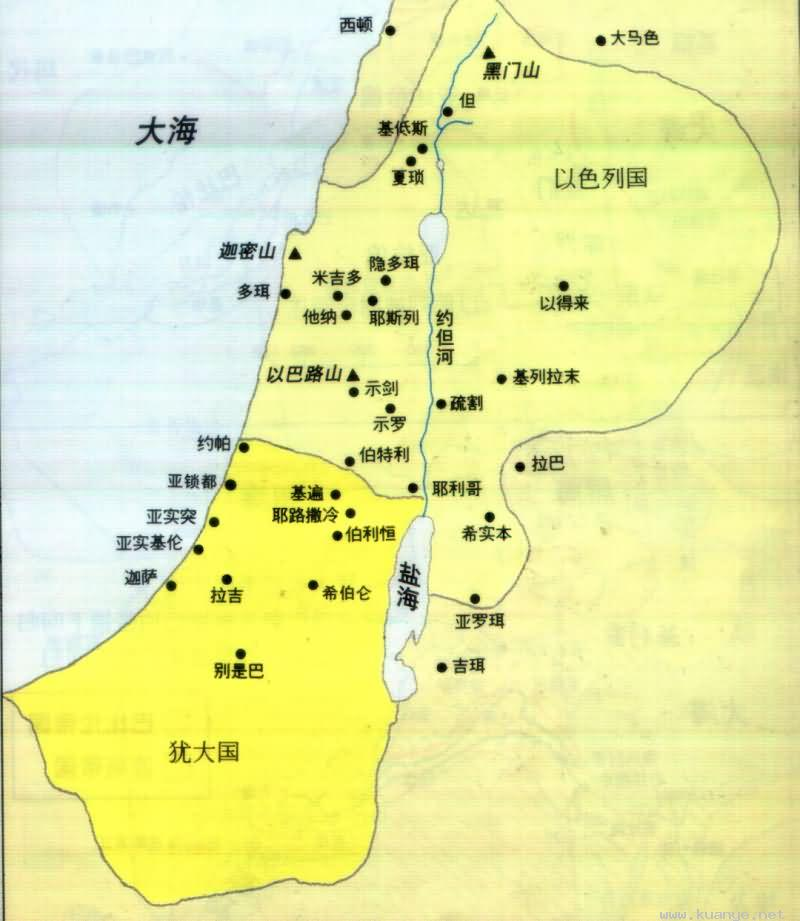 西顿
大马色
黑门山
大海
但
基低斯
夏琐
以色列国
迦密山
隐多珥
米吉多
多珥
以得来
他纳
耶斯列
约但河
以巴路山
示剑
基列拉末
疏割
示罗
约帕
伯特利
拉巴
亚锁都
基遍
耶利哥
亚实突
耶路撒冷
伯利恒
希实本
亚实基伦
迦萨
拉吉
希伯仑
盐海
亚罗珥
别是巴
吉珥
犹大国
www.kuanye.net